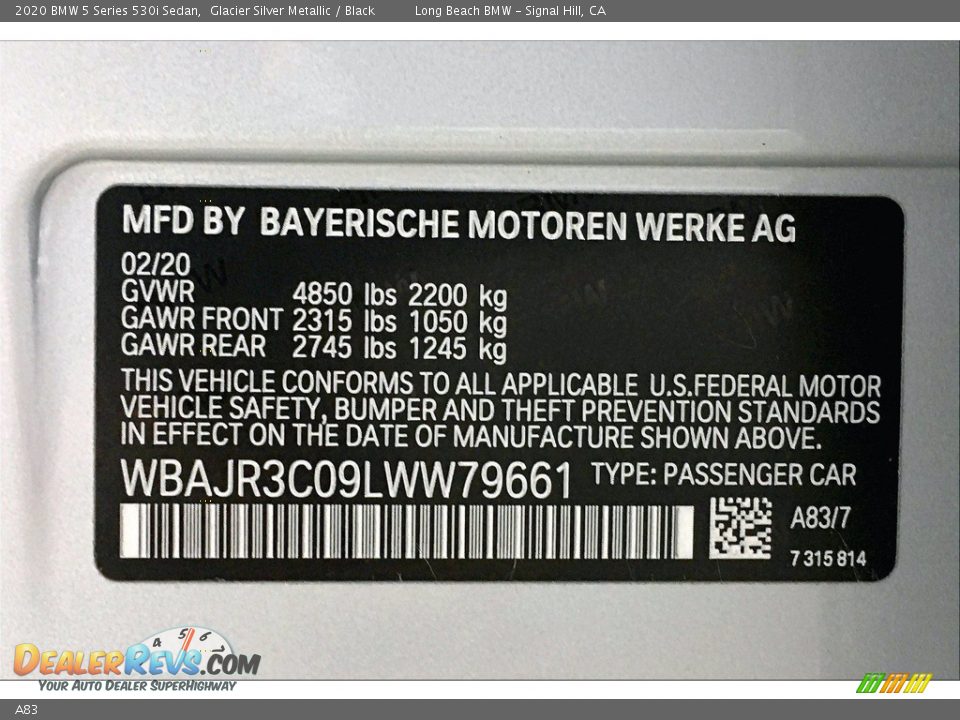 2020 BMW 5 Series 530i Sedan, Glacier Silver Metallic / Black Long Beach BMW - Signal Hill, CA
MFD BY BAYERISCHE MOTOREN WERKE AG
02/20
GVWR 4850 lbs 2200 kg
GAWR FRONT 2315 lbs 1050 kg
GAWR REAR 2745 lbs 1245 kg
THIS VEHICLE CONFORMS TO ALL APPLICABLE U.S.FEDERAL MOTOR
VEHICLE SAFETY, BUMPER AND THEFT PREVENTION STANDARDS
IN EFFECT ON THE DATE OF MANUFACTURE SHOWN ABOVE.
WBAJR3C09LWW79661 TYPE: PASSENGER CAR
A83/7
7 315 814
4 5 6 7
DealerRevs.com
Your Auto Dealer SuperHighway
A83